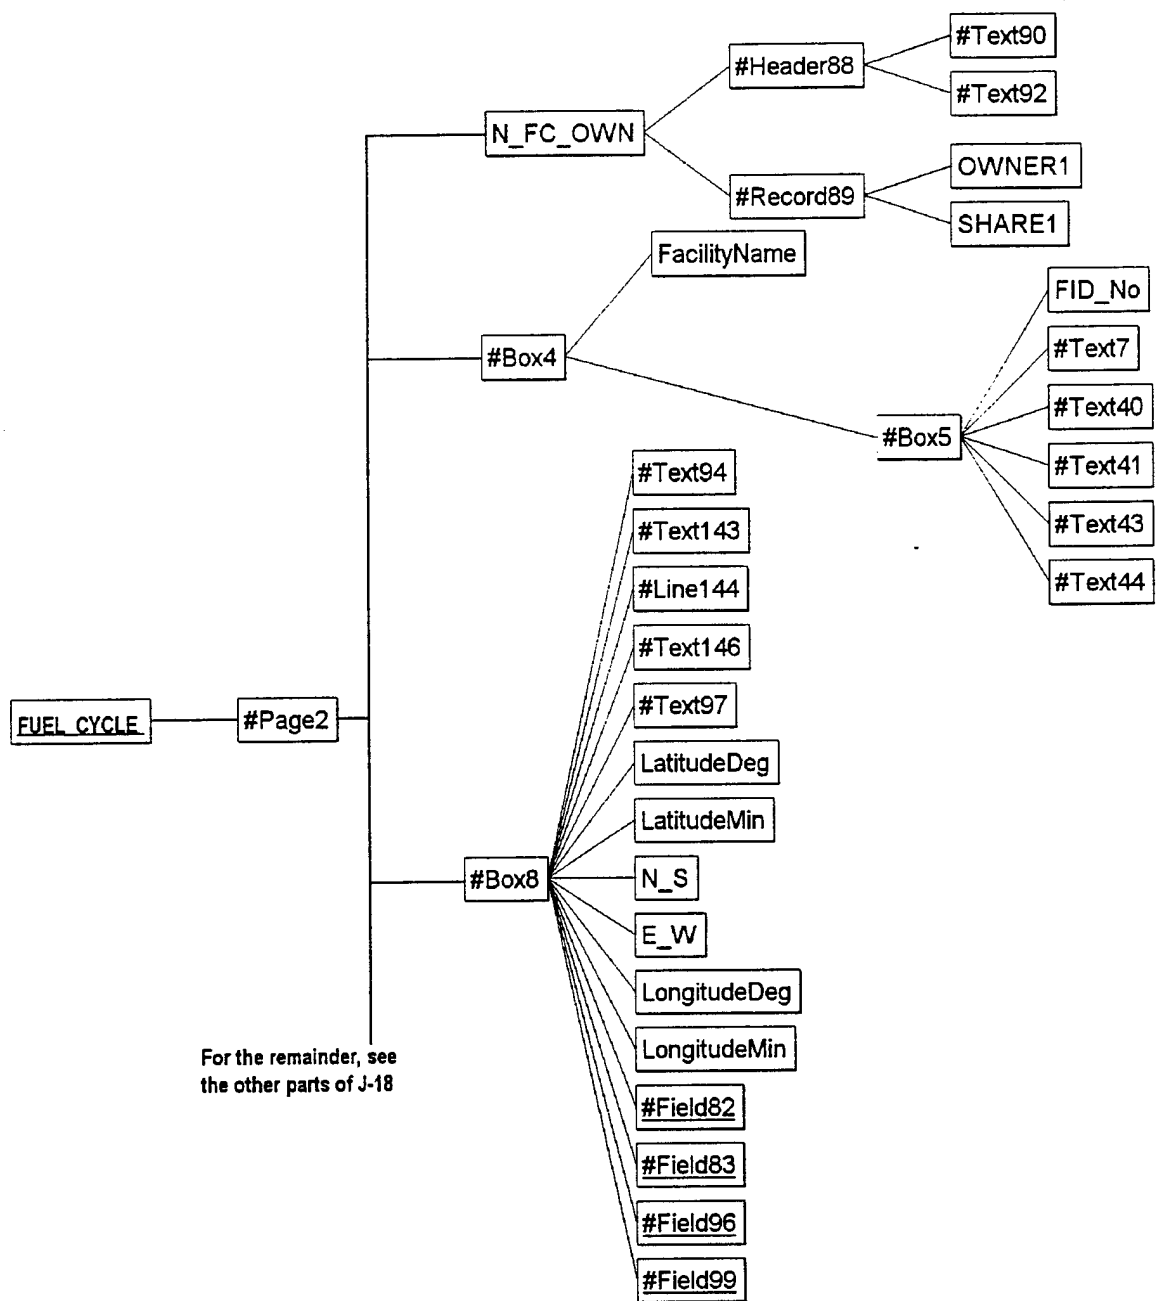 #Text90
#Header88
#Text92
N_FC_OWN
OWNER1
#Record89
SHARE1
FacilityName
FID_No
#Text7
#Box4
#Text40
#Box5
#Text41
#Text94
#Text43
#Text143
#Text44
#Line144
#Text146
#Text97
FUEL_CYCLE
#Page2
LatitudeDeg
LatitudeMin
#Box8
N_S
E_W
LongitudeDeg
LongitudeMin
For the remainder, see
the other parts of J-18
#Field82
#Field83
#Field96
#Field99